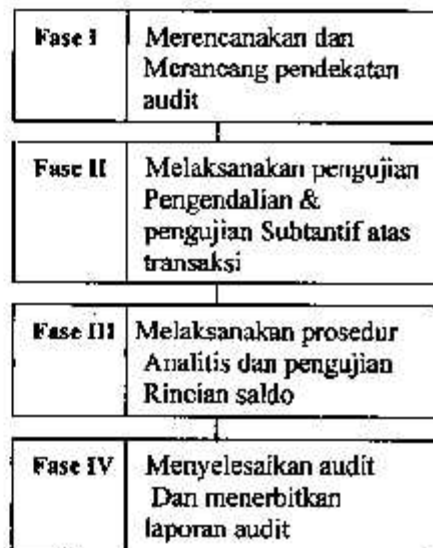 Fase I Merencanakan dan
Merancang pendekatan
audit
Fase II Melaksanakan pengujian
Pengendalian &
pengujian Subtantif atas
transaksi
Fase III Melaksanakan prosedur
Analitis dan pengujian
Rincian saldo
Fase IV Menyelesaikan audit
Dan menerbitkan
laporan audit